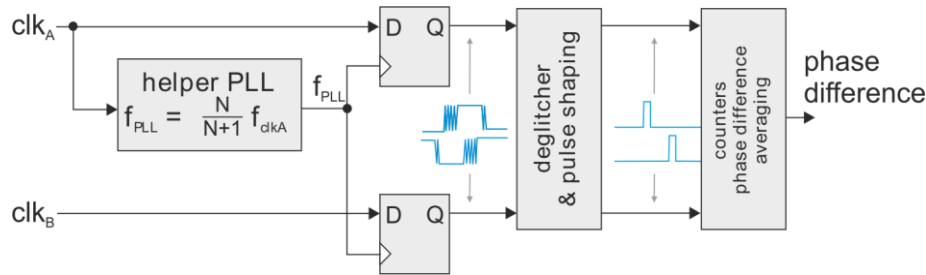 clkA
D Q
helper PLL
fPLL = N/N+1 fclkA
fPLL
deglitcher
& pulse shaping
counters
phase difference
averaging
phase
difference
clkB
D Q